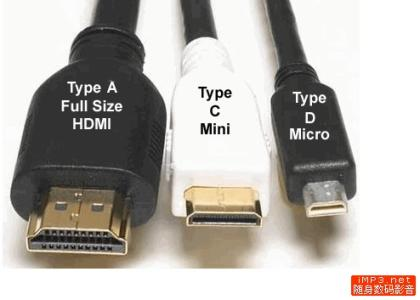 Type A
Full Size
HDMI
Type
C
Mini
Type
D
Micro
iMP3.net
随身数码影音